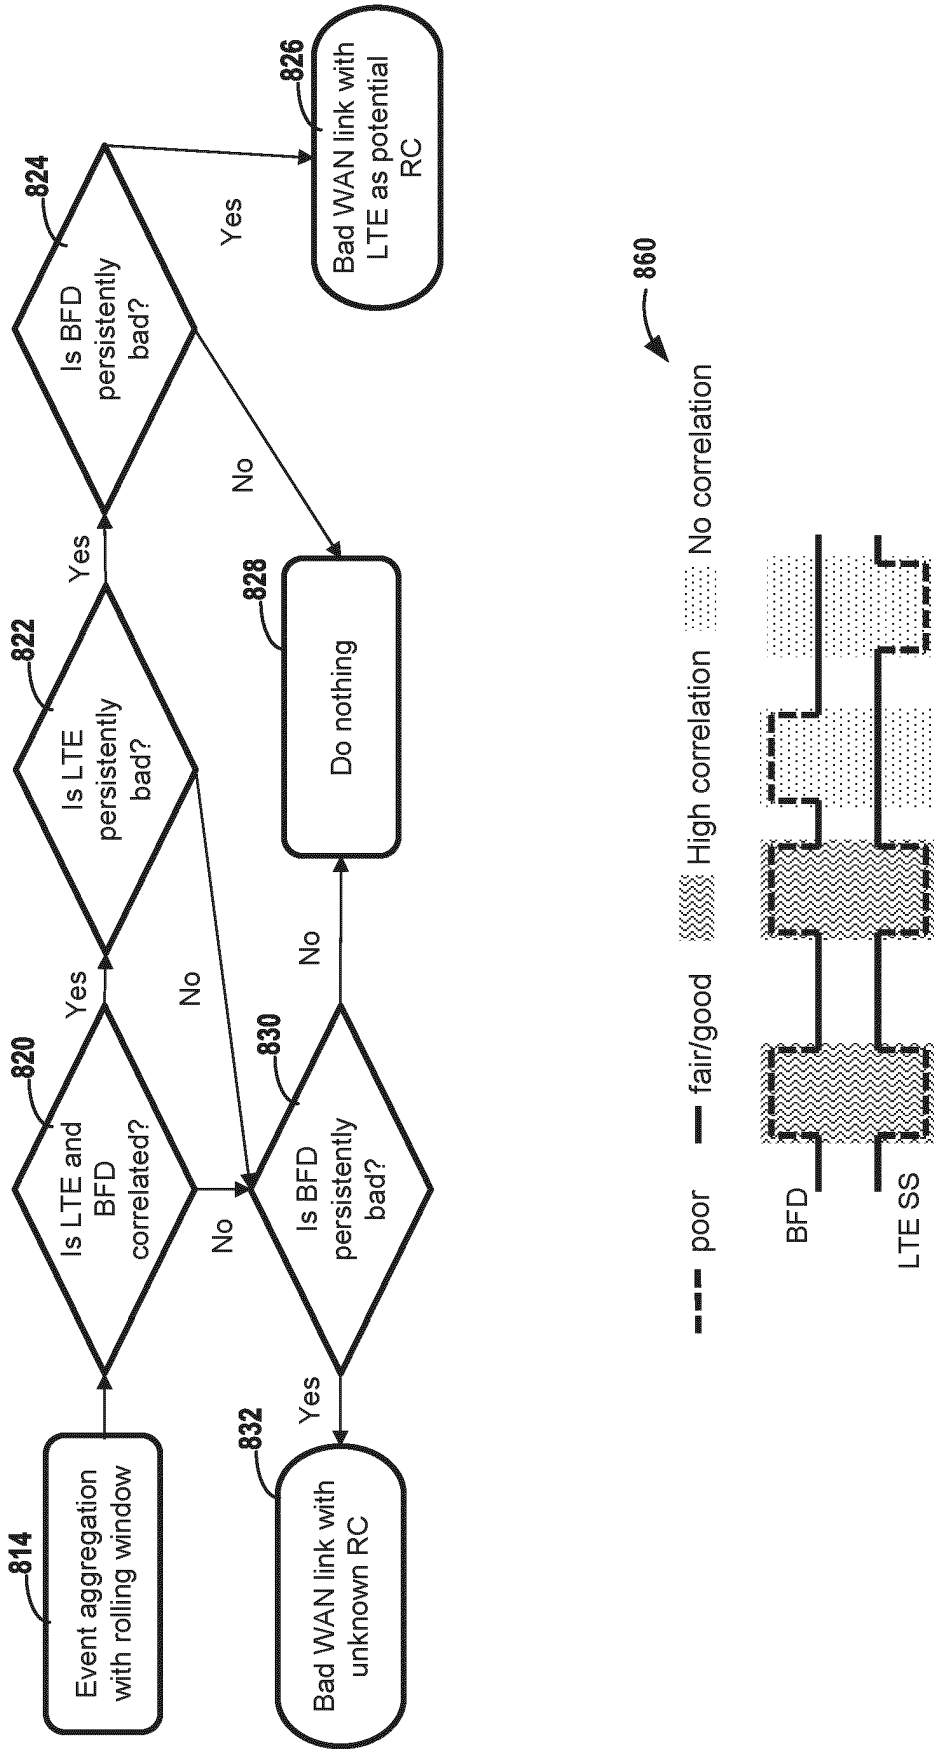 814
Event aggregation
with rolling window
820
Is LTE and
BFD
correlated?
Yes
822
Is LTE
persistently
bad?
Yes
824
Is BFD
persistently
bad?
No
No
No
Yes
826
Bad WAN link with
LTE as potential
RC
832
Bad WAN link with
unknown RC
Yes
830
Is BFD
persistently
bad?
No
828
Do nothing
860
poor
fair/good
High correlation
No correlation
BFD
LTE SS